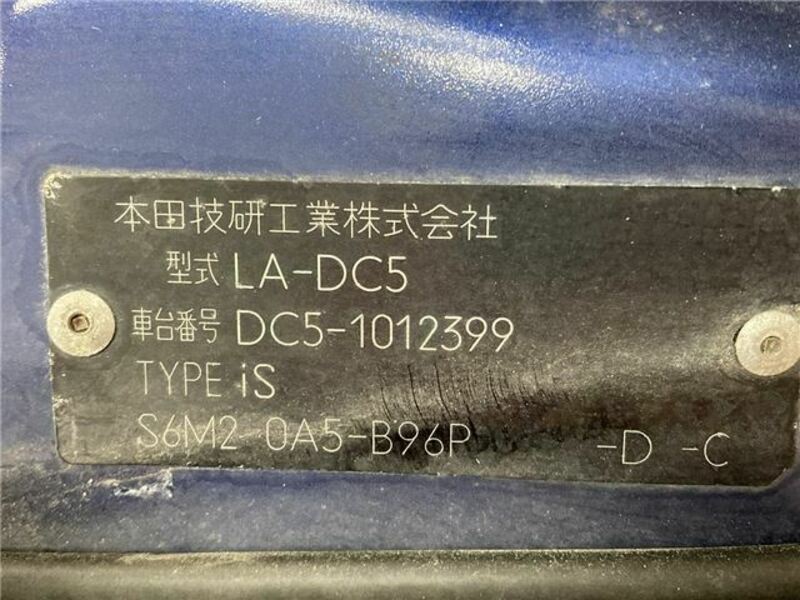 本田技研工業株式会社
型式 LA-DC5
車台番号 DC5-1012399
TYPE iS
S6M2 0A5-B96P -D -C